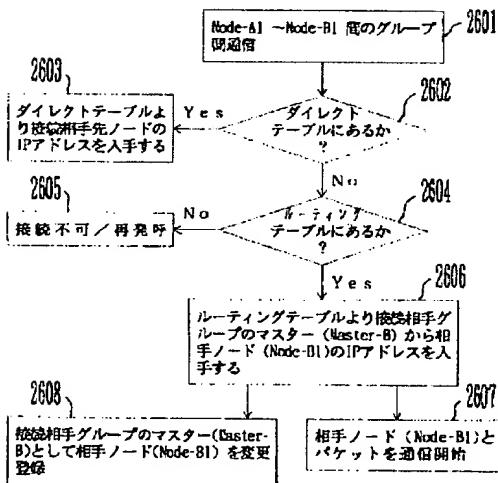 2601
Node-A1 ～Node-B1 間のグループ
間通信
2602
ダイレクト
テーブルにあるか
?
Yes
2603
ダイレクトテーブルよ
り接続相手先ノードの
IPアドレスを入手する
No
2604
ルーティング
テーブルにあるか
?
No
2605
接続不可／再発呼
Yes
2606
ルーティングテーブルより接続相手グ
ループのマスター (Master-B) から相
手ノード (Node-B1)のIPアドレスを入
手する
2608
接続相手グループのマスター(Master-
B)として相手ノード(Node-B1) を変更
登録
2607
相手ノード (Node-B1)と
パケットを通信開始